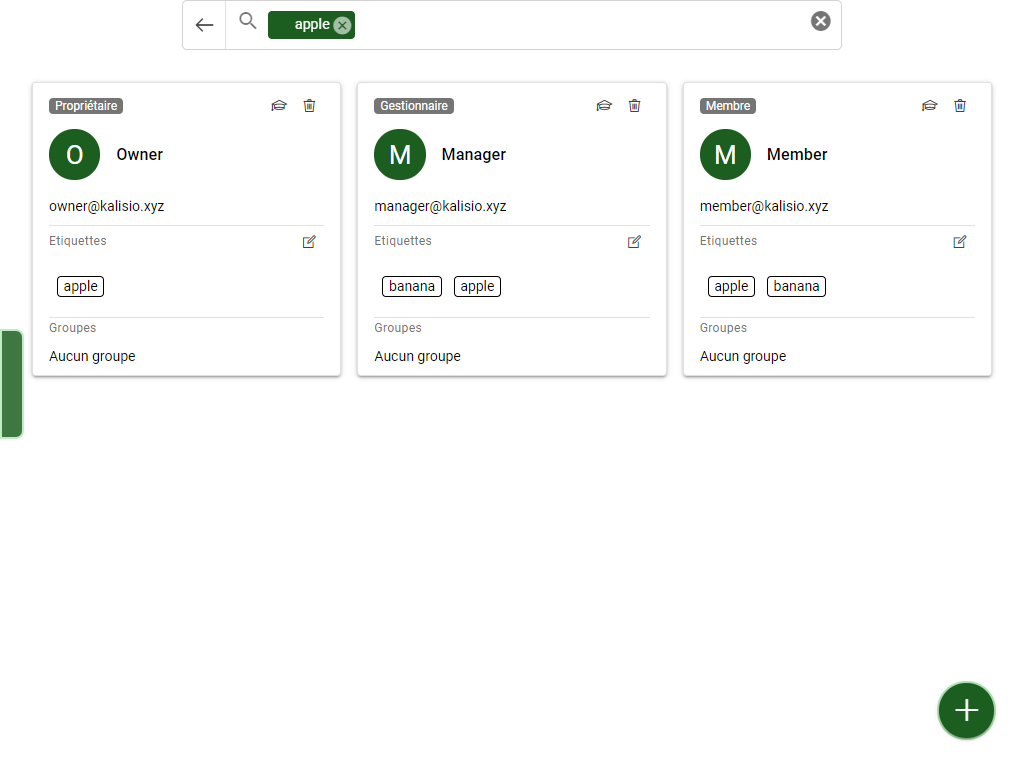 apple
Propriétaire
O Owner
owner@kalisio.xyz
Etiquettes
apple
Groupes
Aucun groupe
Gestionnaire
M Manager
manager@kalisio.xyz
Etiquettes
banana apple
Groupes
Aucun groupe
Membre
M Member
member@kalisio.xyz
Etiquettes
apple banana
Groupes
Aucun groupe